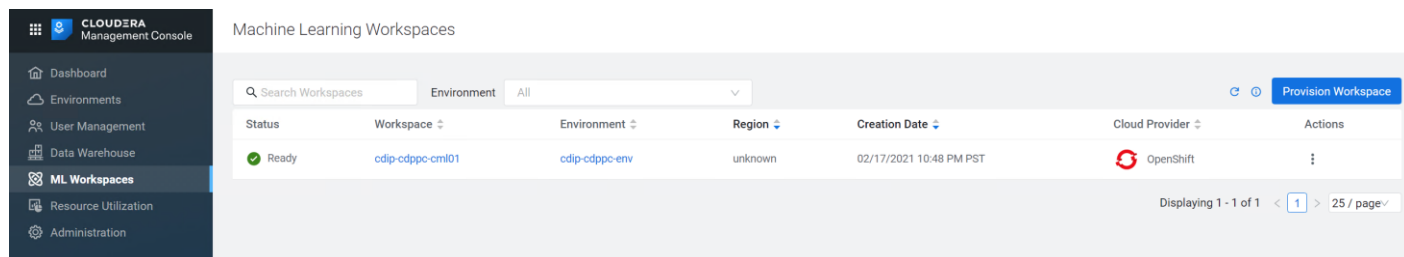 CLOUDERA
Management Console
Dashboard
Environments
User Management
Data Warehouse
ML Workspaces
Resource Utilization
Administration
Machine Learning Workspaces
Search Workspaces Environment All Provision Workspace
Status Workspace Environment Region Creation Date Cloud Provider Actions
Ready cdip-cdppc-cml01 cdip-cdppc-env unknown 02/17/2021 10:48 PM PST OpenShift
Displaying 1 - 1 of 1 < 1 > 25 / page